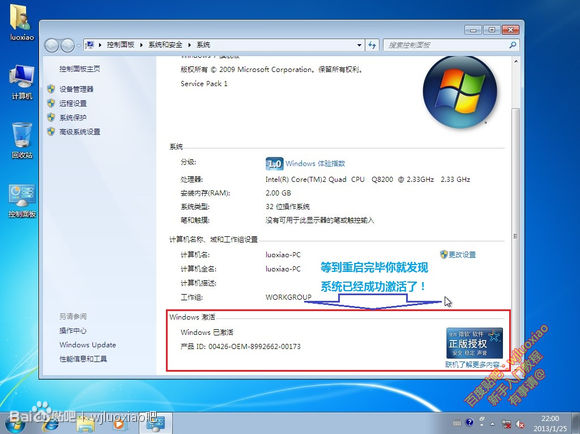 luoxiao
计算机
回收站
控制面板
控制面板 ▸ 系统和安全 ▸ 系统
搜索控制面板
控制面板主页
设备管理器
远程设置
系统保护
高级系统设置
版权所有 © 2009 Microsoft Corporation。保留所有权利。
Service Pack 1
系统
分级:
1.0 Windows 体验指数
处理器:
Intel(R) Core(TM)2 Quad CPU Q8200 @ 2.33GHz 2.33 GHz
安装内存(RAM):
2.00 GB
系统类型:
32 位操作系统
笔和触摸:
没有可用于此显示器的笔或触控输入
计算机名称、域和工作组设置
计算机名:
luoxiao-PC
更改设置
计算机全名:
luoxiao-PC
计算机描述:
工作组:
WORKGROUP
等到重启完毕你就发现
系统已经成功激活了！
Windows 激活
Windows 已激活
产品 ID: 00426-OEM-8992662-00173
使用 微软 软件
正版授权
安全 稳定 声誉
联机了解更多内容...
另请参阅
操作中心
Windows Update
性能信息和工具
百度贴吧、wjluoxiao
新手入门教程
有事请@
Bai 贴吧 wjluoxiao吧
22:00
2013/1/25